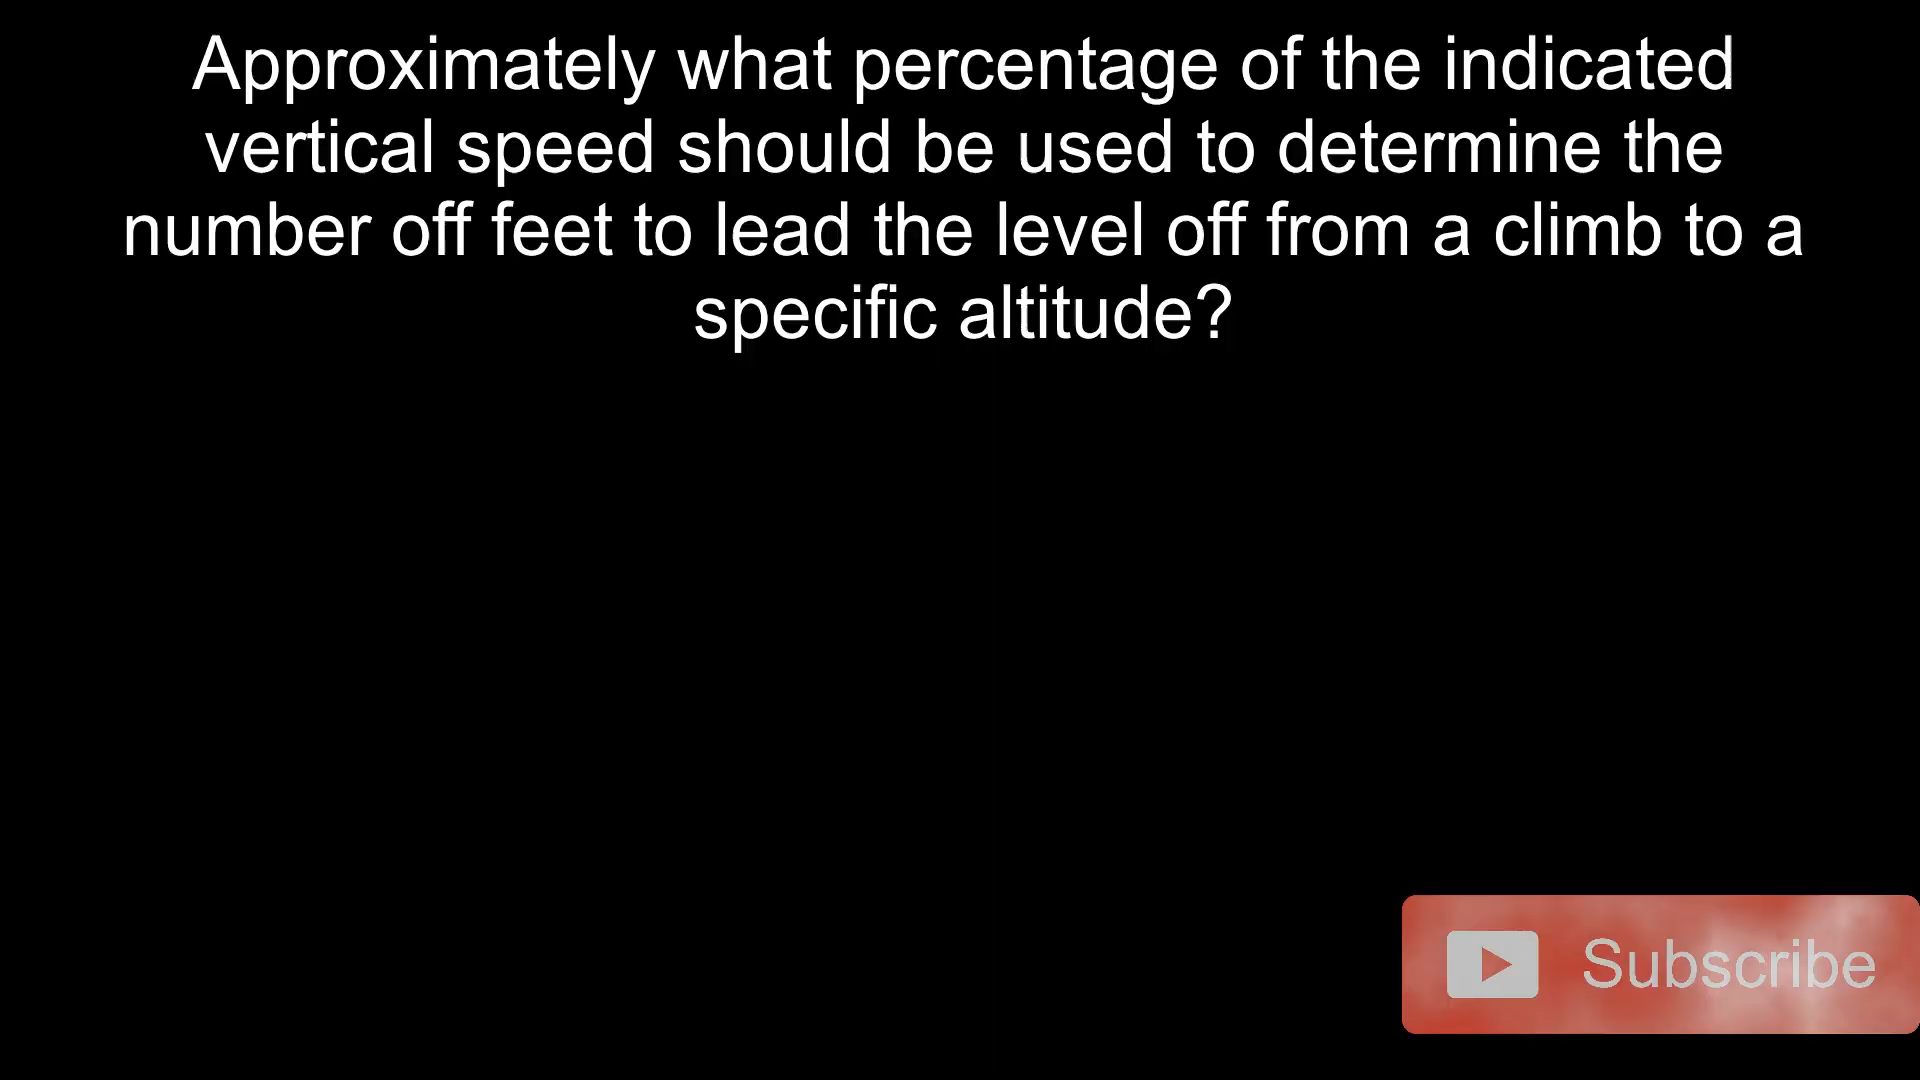 Approximately what percentage of the indicated
vertical speed should be used to determine the
number off feet to lead the level off from a climb to a
specific altitude?
Subscribe